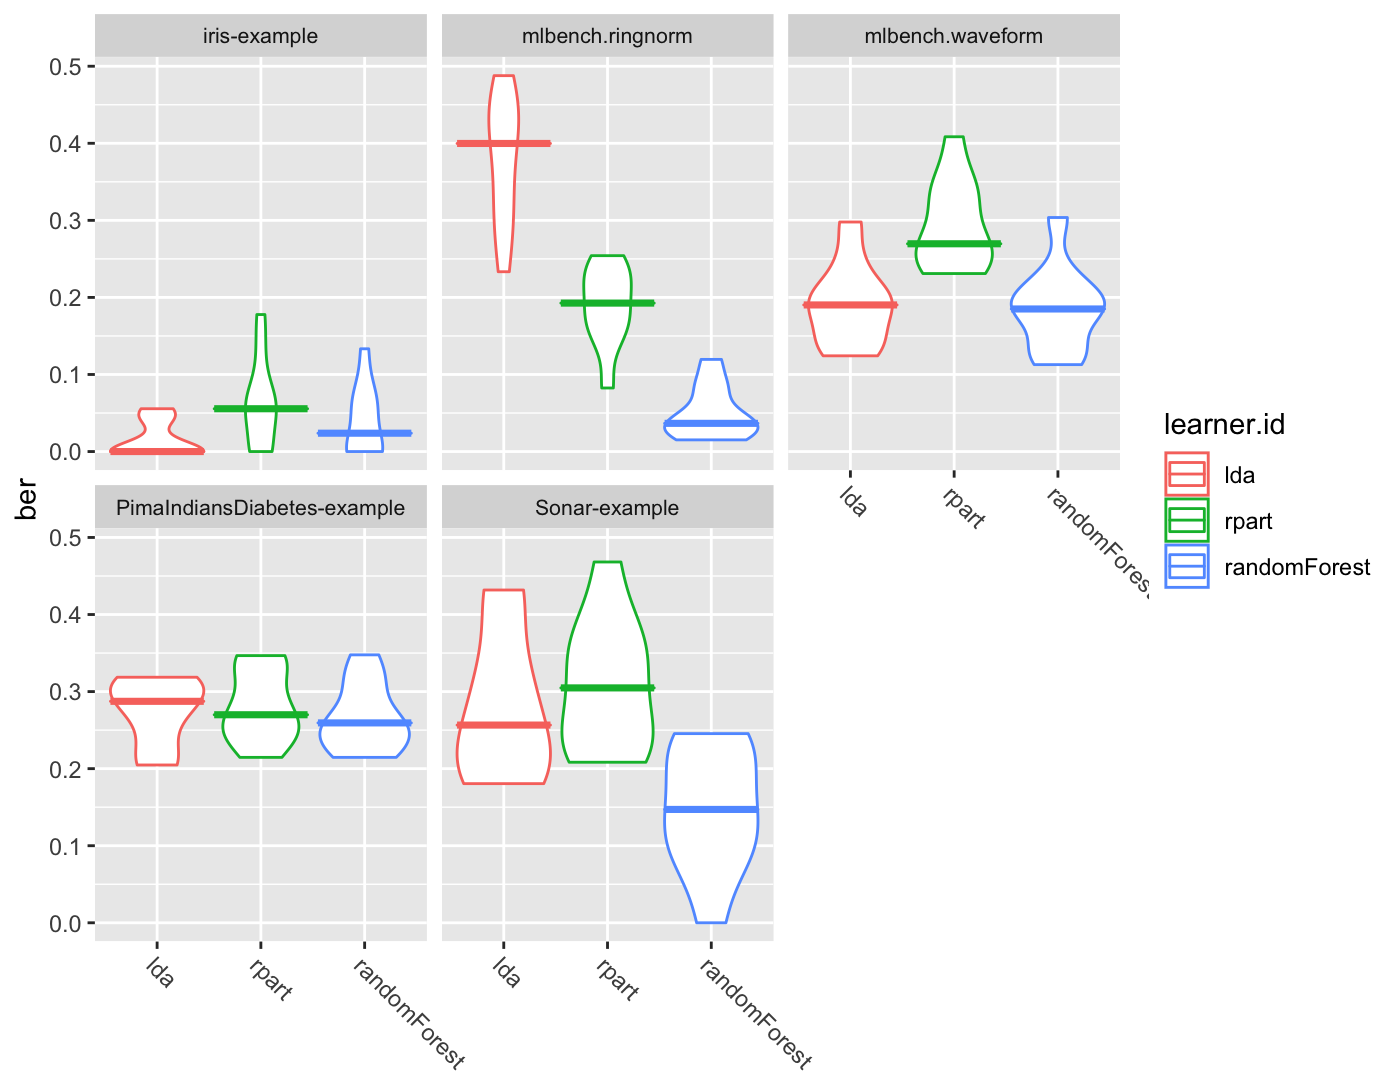 iris-example
mlbench.ringnorm
mlbench.waveform
0.5
0.4
0.3
0.2
0.1
0.0
lda
rpart
randomForest
PimaIndiansDiabetes-example
Sonar-example
0.5
0.4
0.3
0.2
0.1
0.0
lda
rpart
randomForest
lda
rpart
randomForest
ber
learner.id
lda
rpart
randomForest